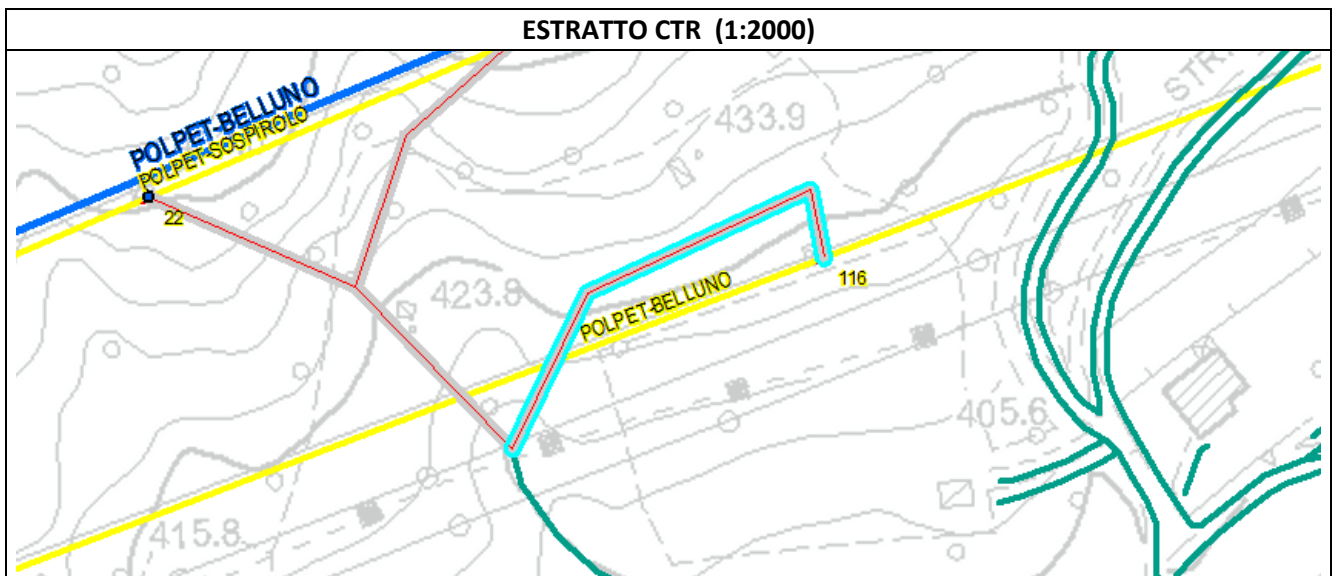 ESTRATTO CTR (1:2000)
POLPET-BELLUNO
POLPET-SOSPIROLO
22
433.9
STR
423.8
POLPET-BELLUNO
116
405.6
415.8